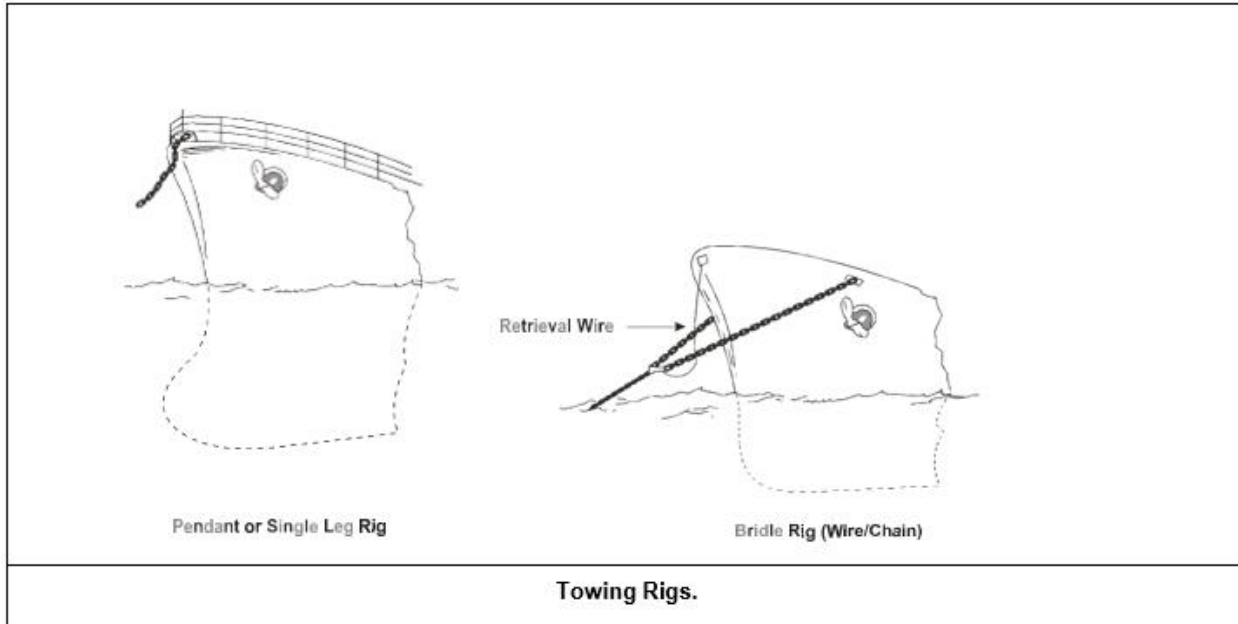 Retrieval Wire
Pendant or Single Leg Rig
Bridle Rig (Wire/Chain)
Towing Rigs.